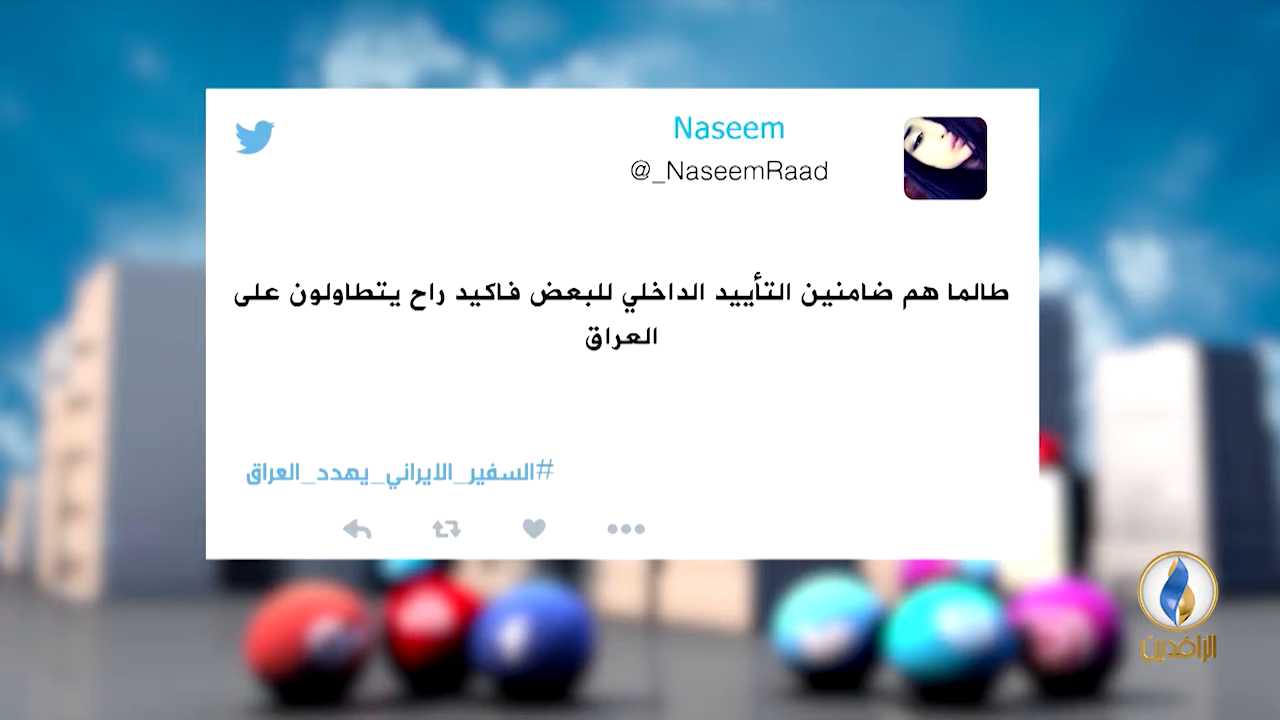 Naseem
@_NaseemRaad
طالما هم ضامنين التأييد الداخلي للبعض فاكيد راح يتطاولون على
العراق
#السفير_الايراني_يهدد_العراق
الرافدين